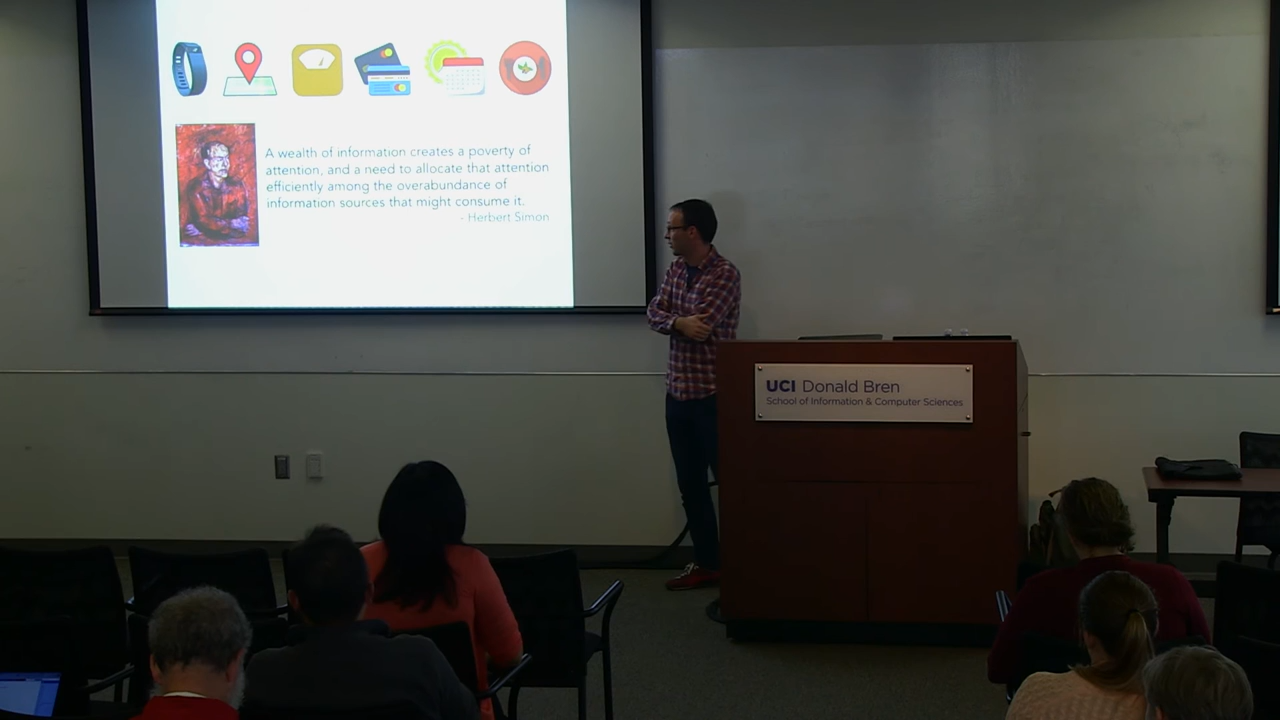 A wealth of information creates a poverty of
attention, and a need to allocate that attention
efficiently among the overabundance of
information sources that might consume it.
- Herbert Simon
UCI Donald Bren
School of Information & Computer Sciences